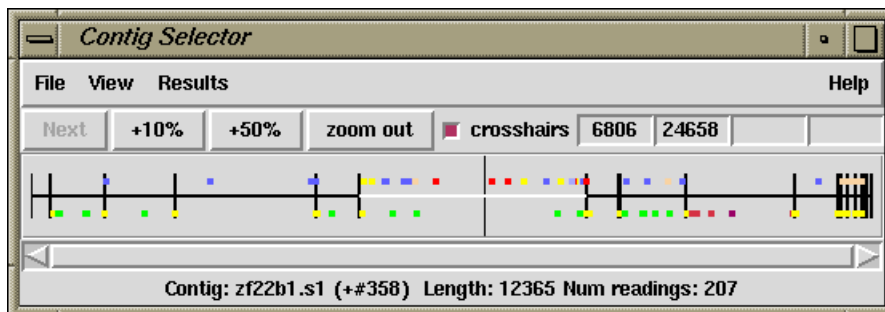 Contig Selector
File View Results Help
Next +10% +50% zoom out crosshairs 6806 24658
Contig: zf22b1.s1 (+#358) Length: 12365 Num readings: 207